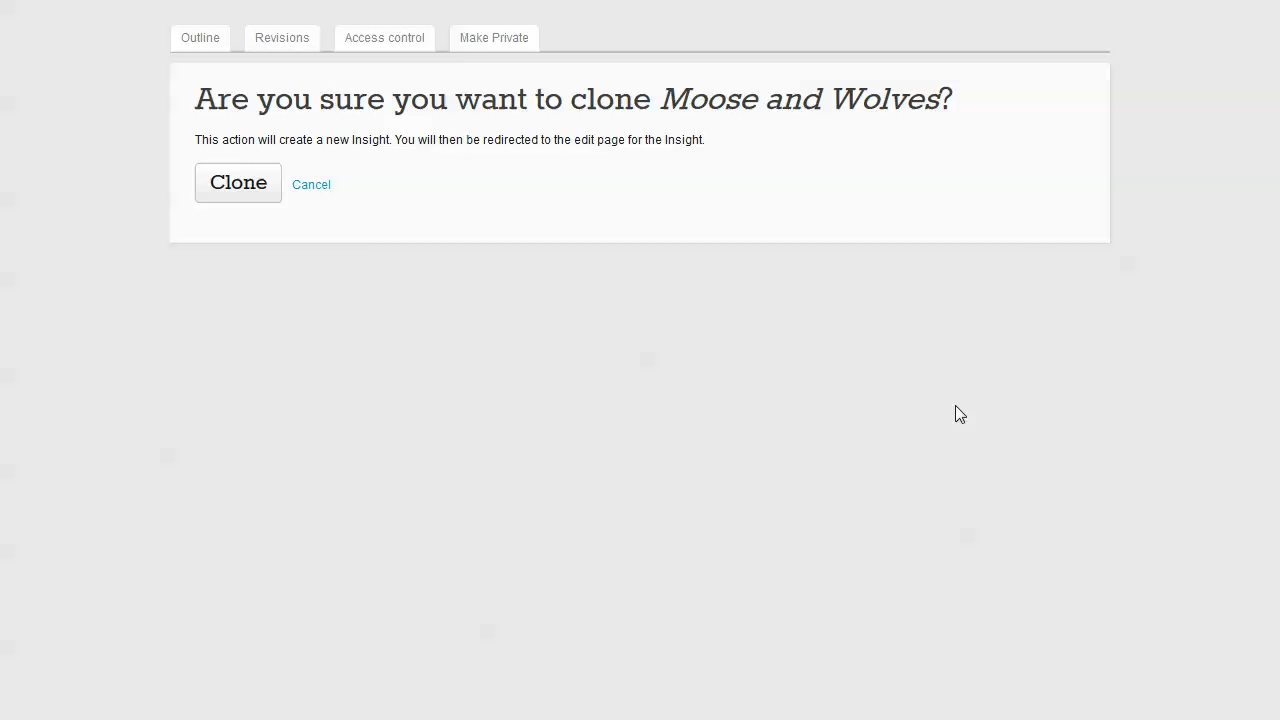 Outline
Revisions
Access control
Make Private
Are you sure you want to clone Moose and Wolves?
This action will create a new Insight. You will then be redirected to the edit page for the Insight.
Clone
Cancel